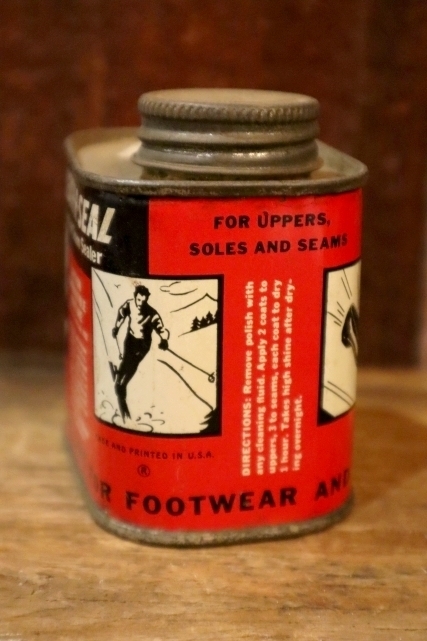 SEAL
Sealer
FOR UPPERS,
SOLES AND SEAMS
DIRECTIONS: Remove polish with
any cleaning fluid. Apply 2 coats to
uppers, 3 to seams, each coat to dry
1 hour. Takes high shine after dry-
ing overnight.
AND PRINTED IN U.S.A.
®
FOOTWEAR AND